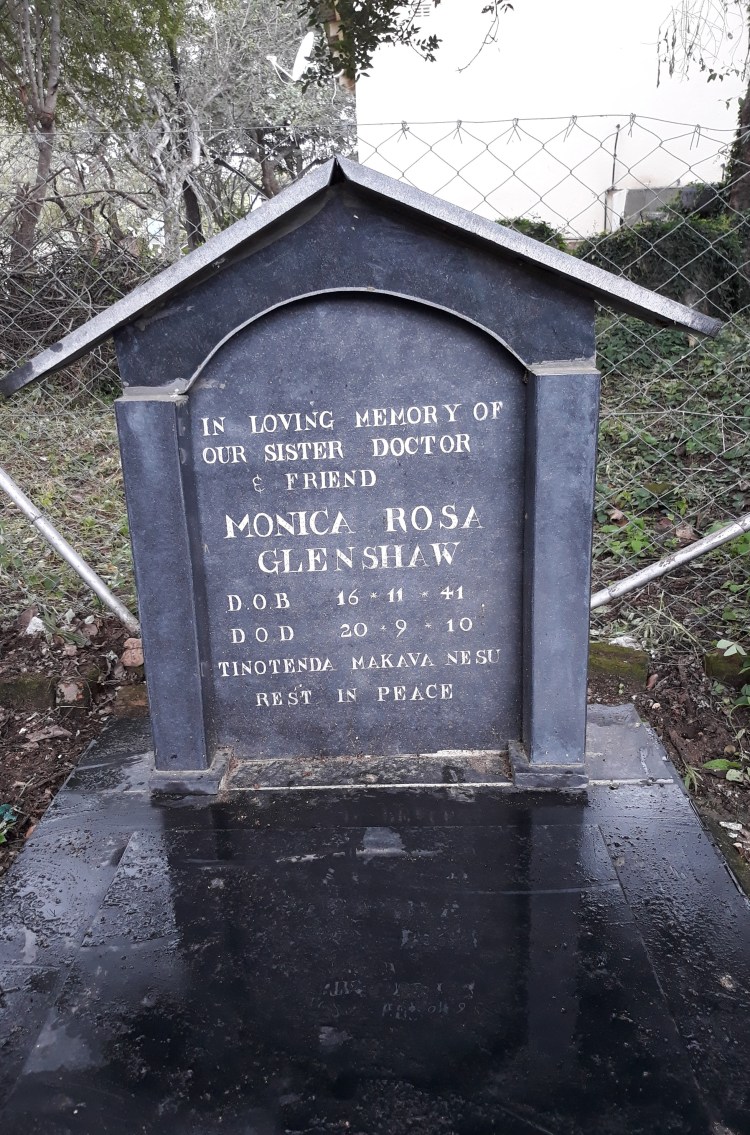 IN LOVING MEMORY OF
OUR SISTER DOCTOR
& FRIEND
MONICA ROSA
GLENSHAW
D.O.B 16 * 11 * 41
D O D 20 * 9 * 10
TINOTENDA MAKAVA NESU
REST IN PEACE